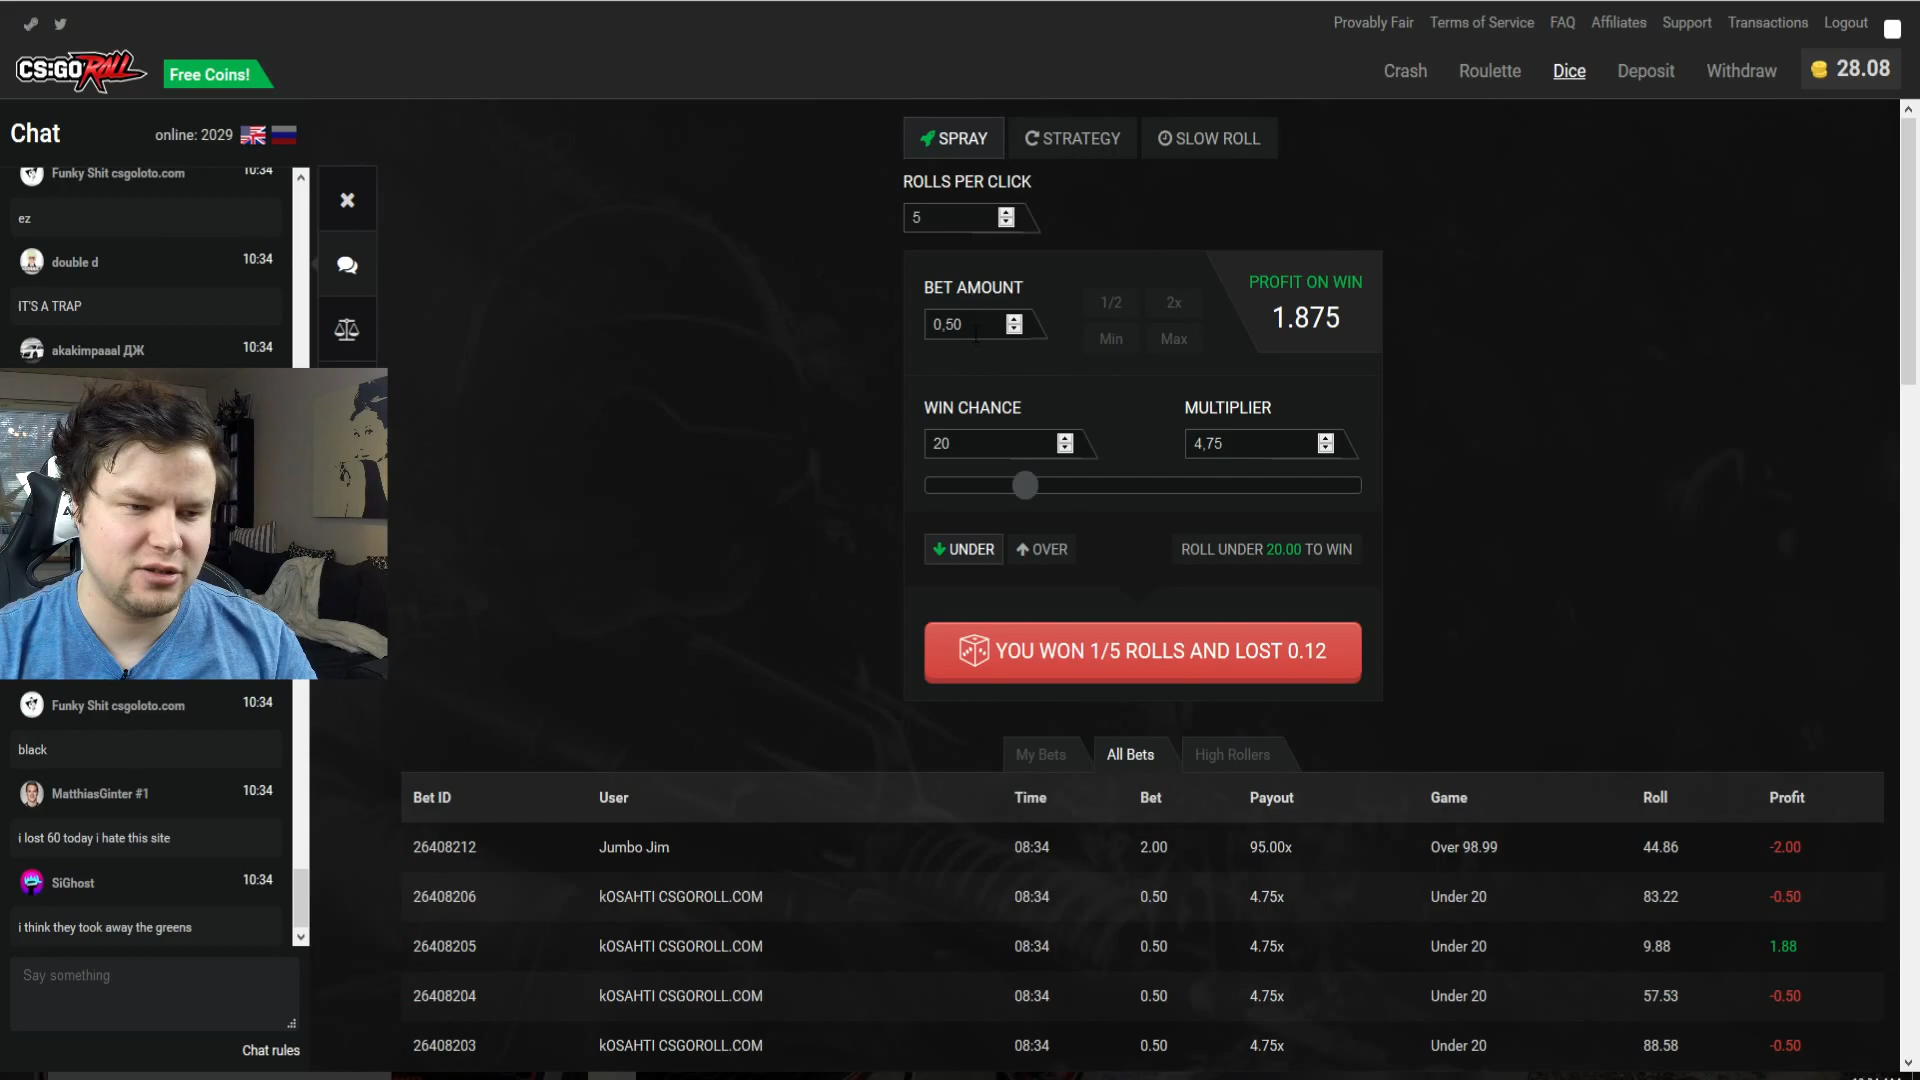 Provably Fair Terms of Service FAQ Affiliates Support Transactions Logout
CS:GO ROLL
Free Coins!
Crash Roulette Dice Deposit Withdraw 28.08
Chat
online: 2029
Funky Shit csgoloto.com 10:34
ez
double d 10:34
IT'S A TRAP
akakimpaaal ДЖ 10:34
Funky Shit csgoloto.com 10:34
black
MatthiasGinter #1 10:34
i lost 60 today i hate this site
SiGhost 10:34
i think they took away the greens
Say something
Chat rules
SPRAY STRATEGY SLOW ROLL
ROLLS PER CLICK
5
BET AMOUNT
0,50
1/2 2x
Min Max
PROFIT ON WIN
1.875
WIN CHANCE MULTIPLIER
20 4,75
UNDER OVER ROLL UNDER 20.00 TO WIN
YOU WON 1/5 ROLLS AND LOST 0.12
My Bets All Bets High Rollers
Bet ID User Time Bet Payout Game Roll Profit
26408212 Jumbo Jim 08:34 2.00 95.00x Over 98.99 44.86 -2.00
26408206 kOSAHTI CSGOROLL.COM 08:34 0.50 4.75x Under 20 83.22 -0.50
26408205 kOSAHTI CSGOROLL.COM 08:34 0.50 4.75x Under 20 9.88 1.88
26408204 kOSAHTI CSGOROLL.COM 08:34 0.50 4.75x Under 20 57.53 -0.50
26408203 kOSAHTI CSGOROLL.COM 08:34 0.50 4.75x Under 20 88.58 -0.50